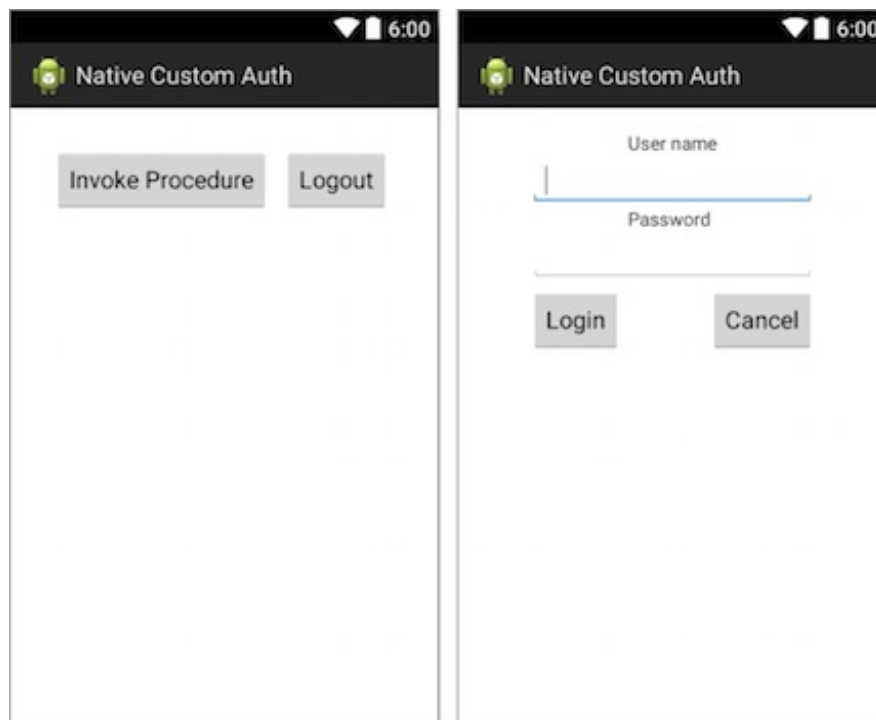 6:00
Native Custom Auth
Invoke Procedure Logout
6:00
Native Custom Auth
User name
Password
Login Cancel